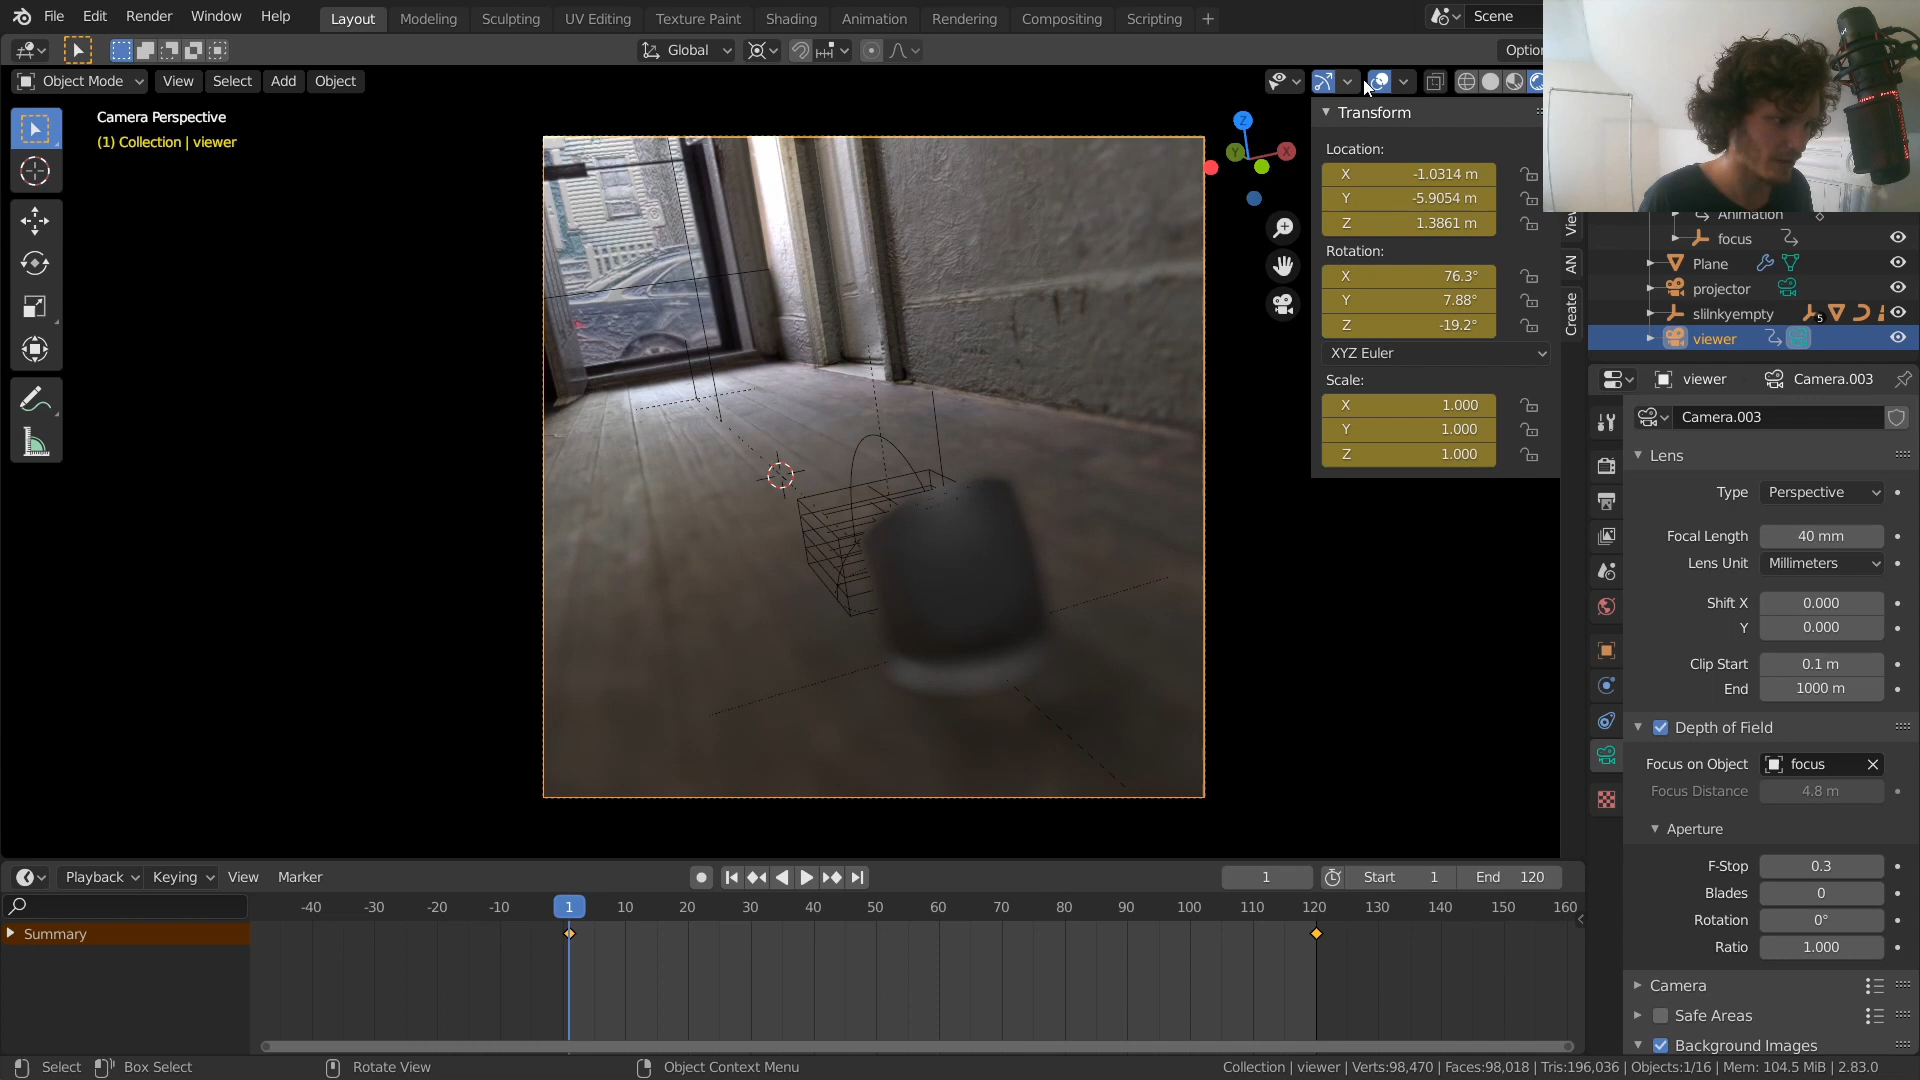 File Edit Render Window Help Layout Modeling Sculpting UV Editing Texture Paint Shading Animation Rendering Compositing Scripting + Scene
Global
Object Mode View Select Add Object
Camera Perspective
(1) Collection | viewer
Z
Y
X
Transform
Location:
X -1.0314 m
Y -5.9054 m
Z 1.3861 m
Rotation:
X 76.3°
Y 7.88°
Z -19.2°
XYZ Euler
Scale:
X 1.000
Y 1.000
Z 1.000
AN
Create
Animation
focus
Plane
projector
slilnkyempty 5
viewer
viewer Camera.003
Camera.003
Lens
Type Perspective
Focal Length 40 mm
Lens Unit Millimeters
Shift X 0.000
Y 0.000
Clip Start 0.1 m
End 1000 m
Depth of Field
Focus on Object focus
Focus Distance 4.8 m
Aperture
F-Stop 0.3
Blades 0
Rotation 0°
Ratio 1.000
Camera
Safe Areas
Background Images
Playback Keying View Marker 1 Start 1 End 120
-40 -30 -20 -10 1 10 20 30 40 50 60 70 80 90 100 110 120 130 140 150 160
Summary
Select Box Select Rotate View Object Context Menu Collection | viewer | Verts:98,470 | Faces:98,018 | Tris:196,036 | Objects:1/16 | Mem: 104.5 MiB | 2.83.0